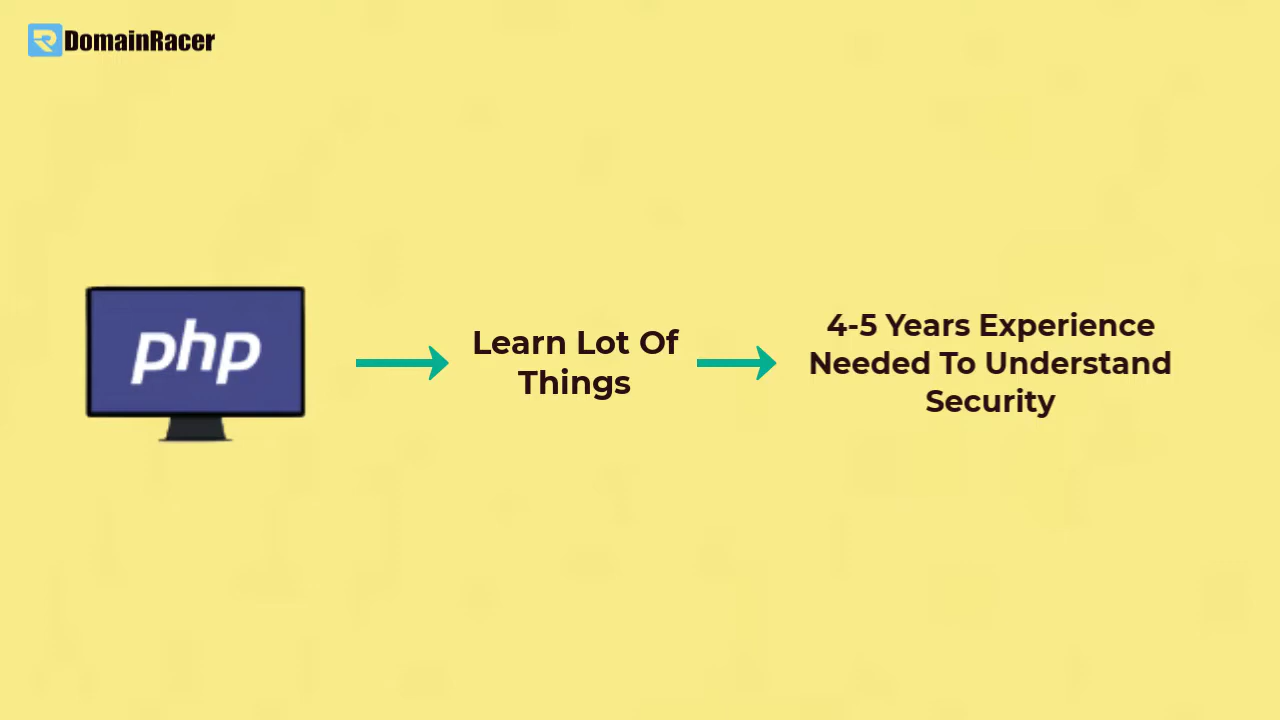 DomainRacer
php
Learn Lot Of
Things
4-5 Years Experience
Needed To Understand
Security